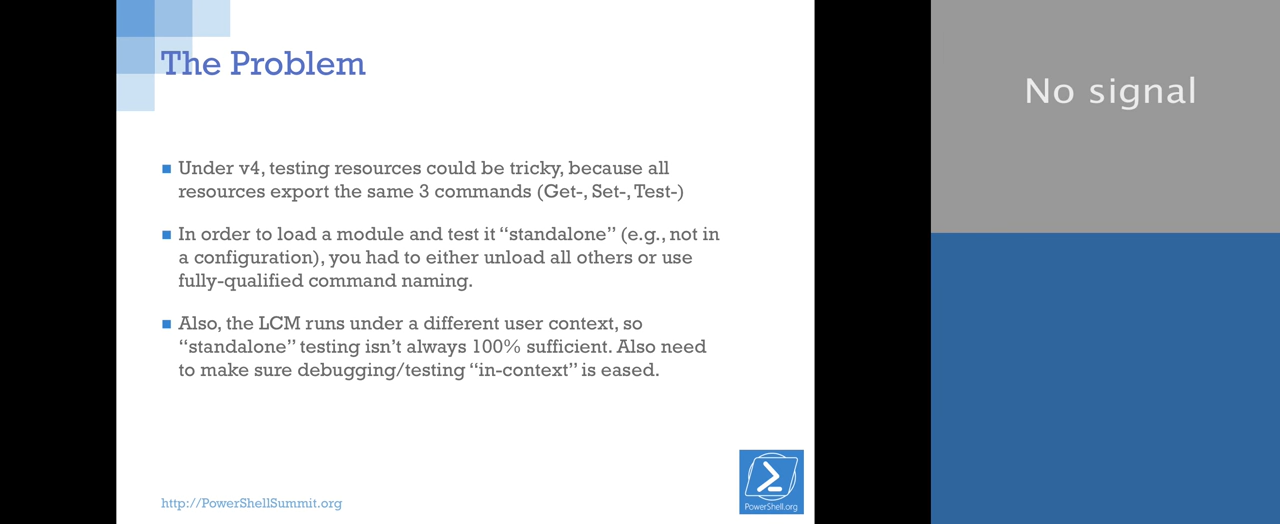 The Problem
Under v4, testing resources could be tricky, because all
resources export the same 3 commands (Get-, Set-, Test-)
In order to load a module and test it “standalone” (e.g., not in
a configuration), you had to either unload all others or use
fully-qualified command naming.
Also, the LCM runs under a different user context, so
“standalone” testing isn’t always 100% sufficient. Also need
to make sure debugging/testing “in-context” is eased.
http://PowerShellSummit.org
PowerShell.org
No signal